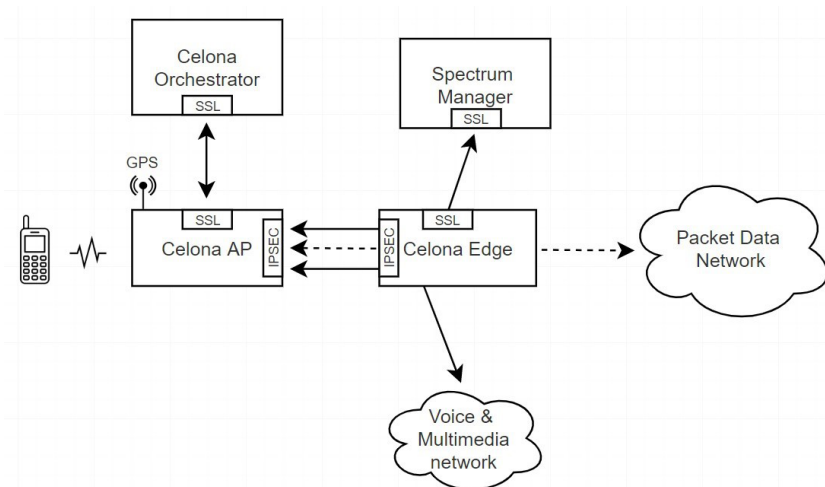 Celona
Orchestrator
SSL
Spectrum
Manager
SSL
GPS
SSL
Celona AP
IPSEC
IPSEC
SSL
Celona Edge
Packet Data
Network
Voice &
Multimedia
network